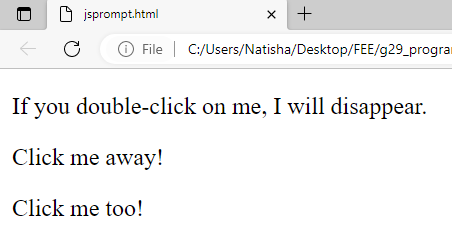 jsprompt.html
File
C:/Users/Natisha/Desktop/FEE/g29_progra
If you double-click on me, I will disappear.
Click me away!
Click me too!